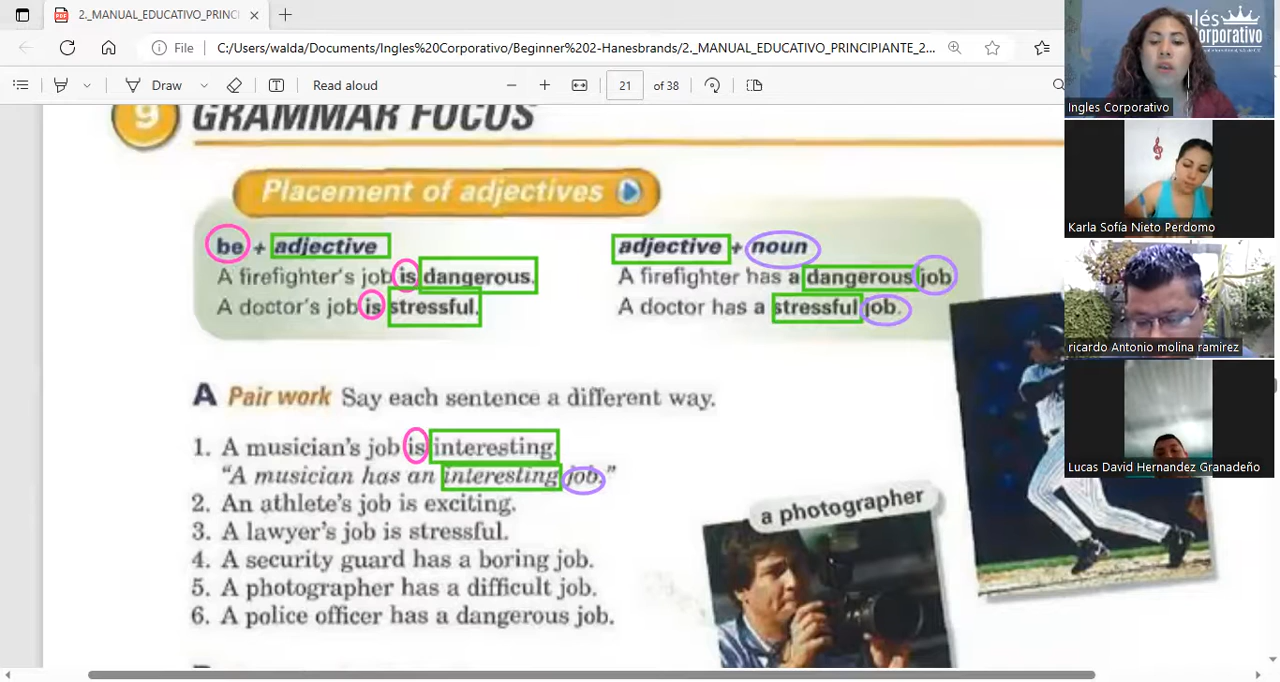 2._MANUAL_EDUCATIVO_PRINCI
File C:/Users/walda/Documents/Ingles%20Corporativo/Beginner%202-Hanesbrands/2._MANUAL_EDUCATIVO_PRINCIPIANTE_2...
Draw Read aloud 21 of 38
9 GRAMMAR FOCUS
Placement of adjectives
be + adjective
A firefighter's job is dangerous.
A doctor's job is stressful.
adjective + noun
A firefighter has a dangerous job
A doctor has a stressful job.
A Pair work Say each sentence a different way.
1. A musician's job is interesting.
"A musician has an interesting job."
2. An athlete's job is exciting.
3. A lawyer's job is stressful.
4. A security guard has a boring job.
5. A photographer has a difficult job.
6. A police officer has a dangerous job.
a photographer
Corporativo
Ingles Corporativo
Karla Sofía Nieto Perdomo
ricardo Antonio molina ramirez
Lucas David Hernandez Granadeño